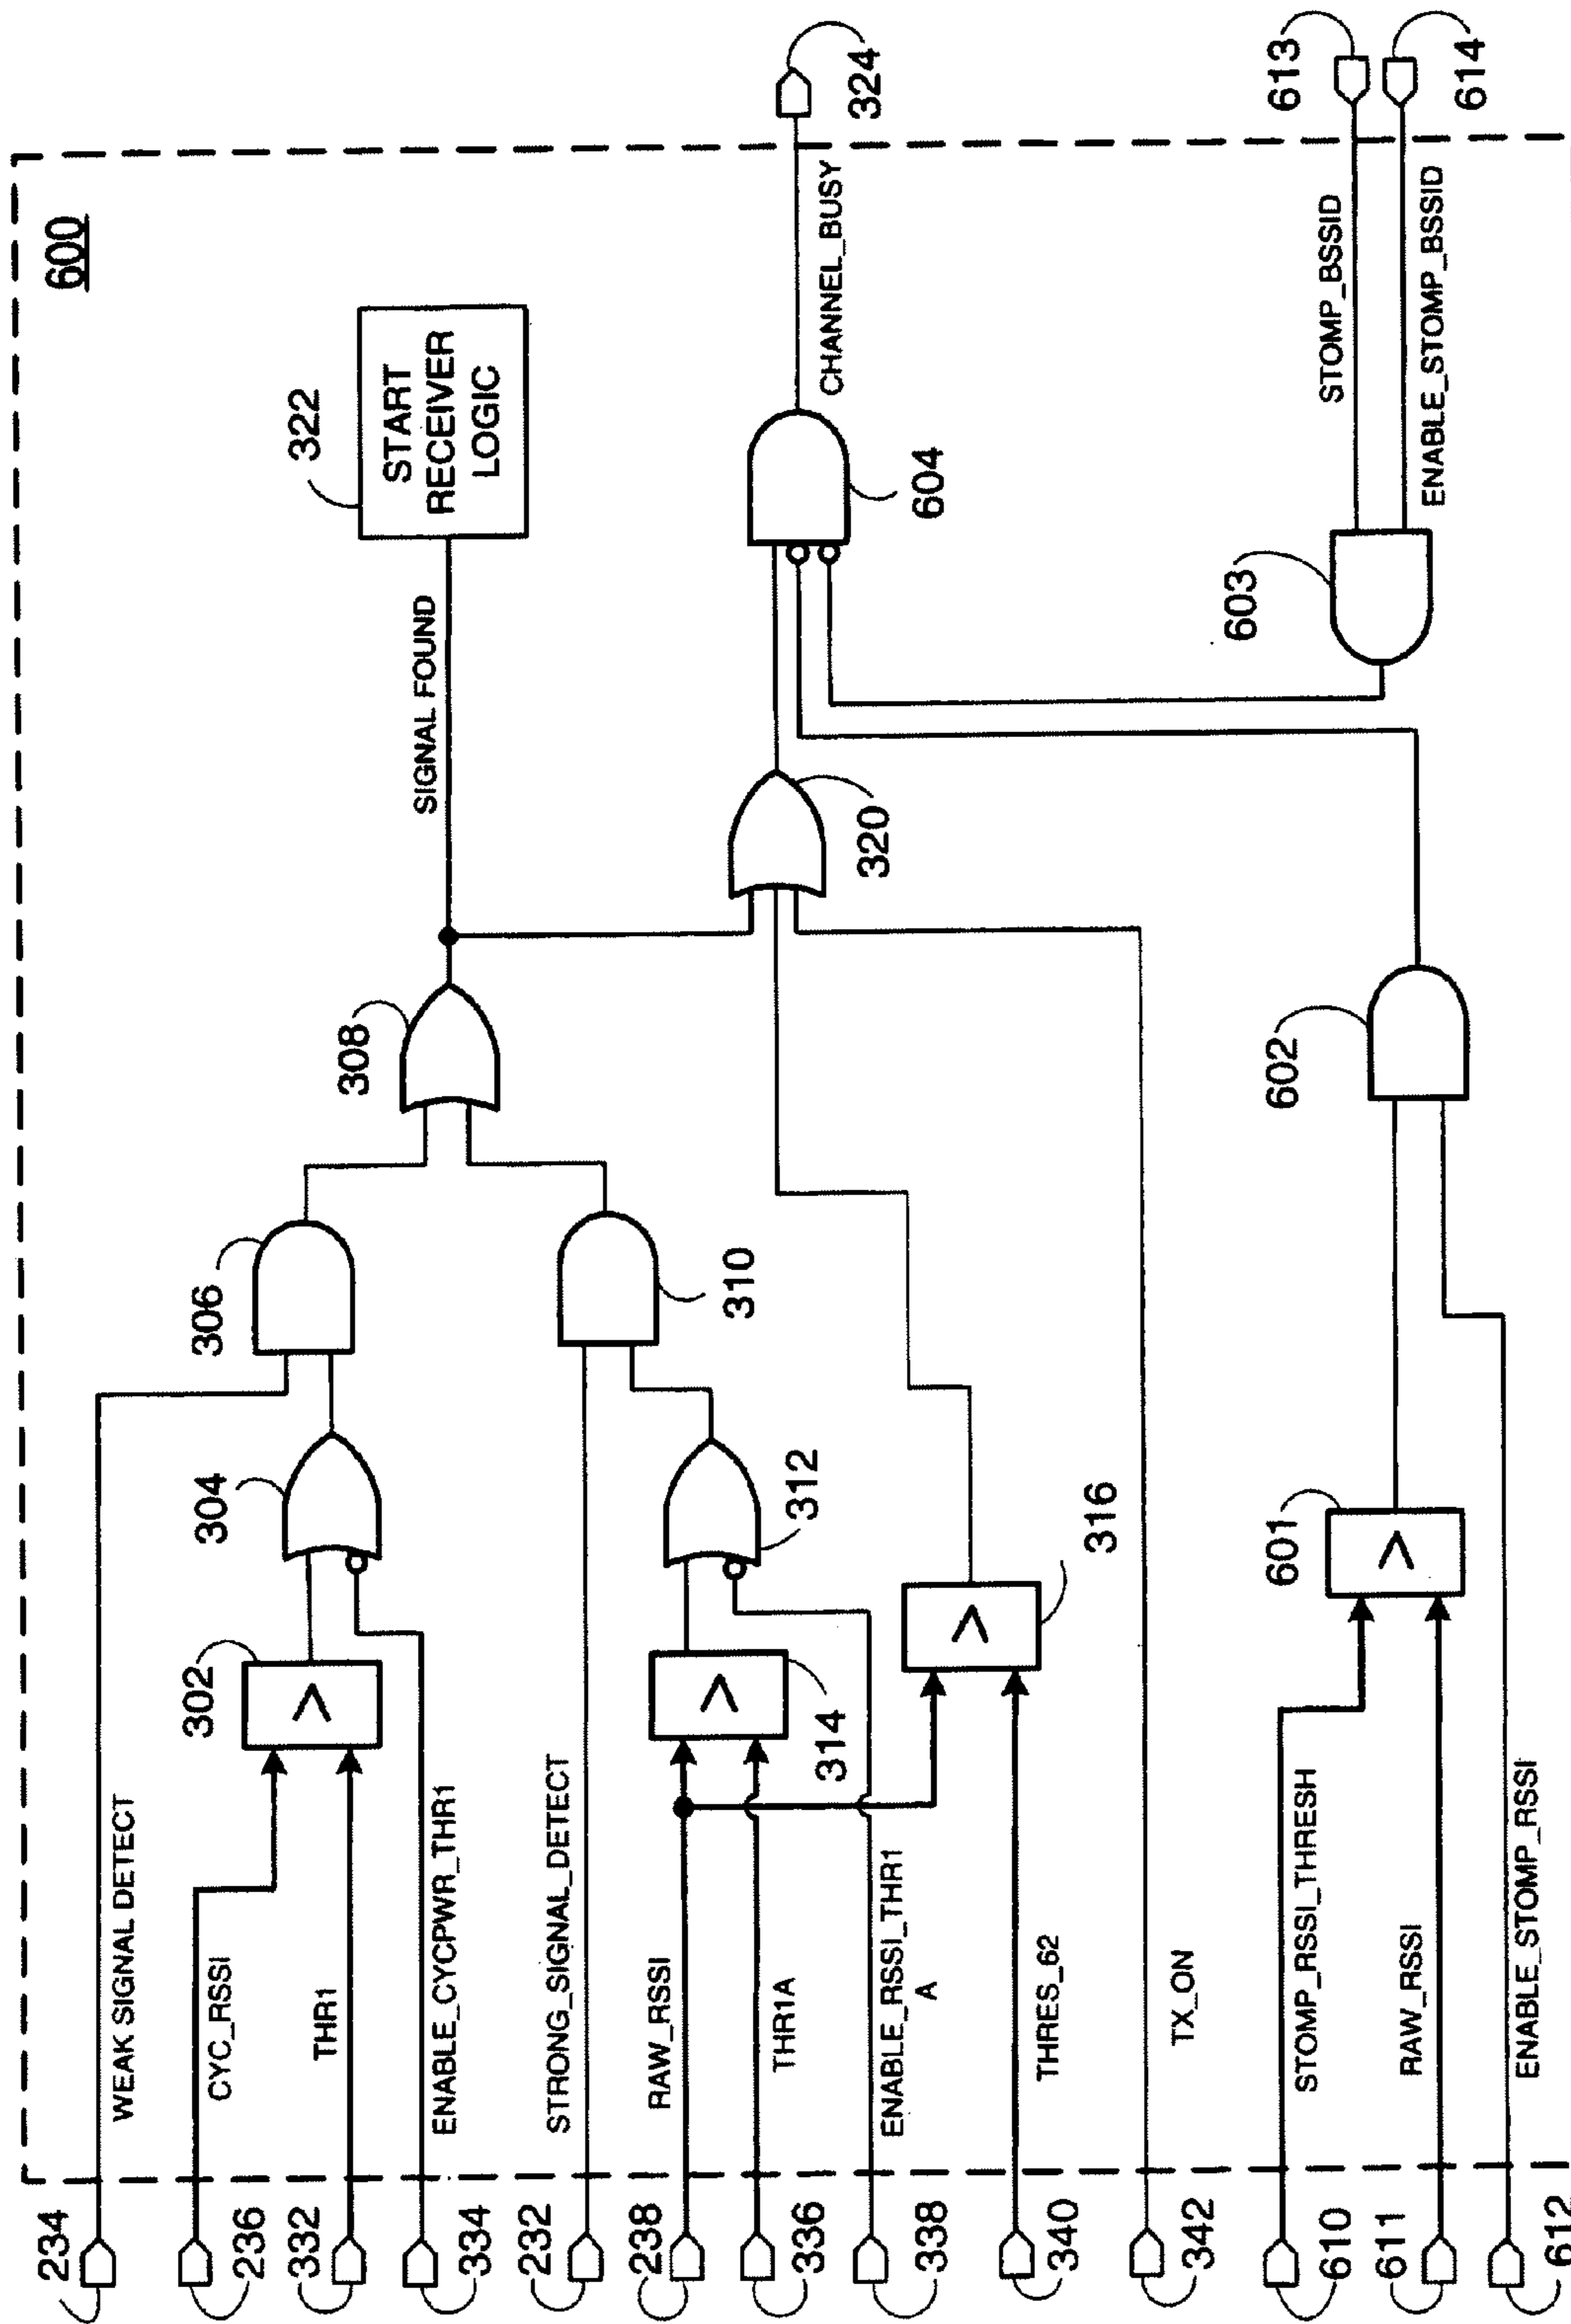 600
234
WEAK SIGNAL DETECT
236
CYC_RSSI
332
THR1
334
ENABLE_CYCPWR_THR1
232
STRONG_SIGNAL_DETECT
238
RAW_RSSI
336
THR1A
338
ENABLE_RSSI_THR1
A
340
THRES_62
342
TX_ON
610
STOMP_RSSI_THRESH
611
RAW_RSSI
612
ENABLE_STOMP_RSSI
302
>
304
306
314
>
312
310
316
>
601
>
602
308
SIGNAL FOUND
322
START
RECEIVER
LOGIC
320
604
CHANNEL_BUSY
324
603
STOMP_BSSID
613
ENABLE_STOMP_BSSID
614